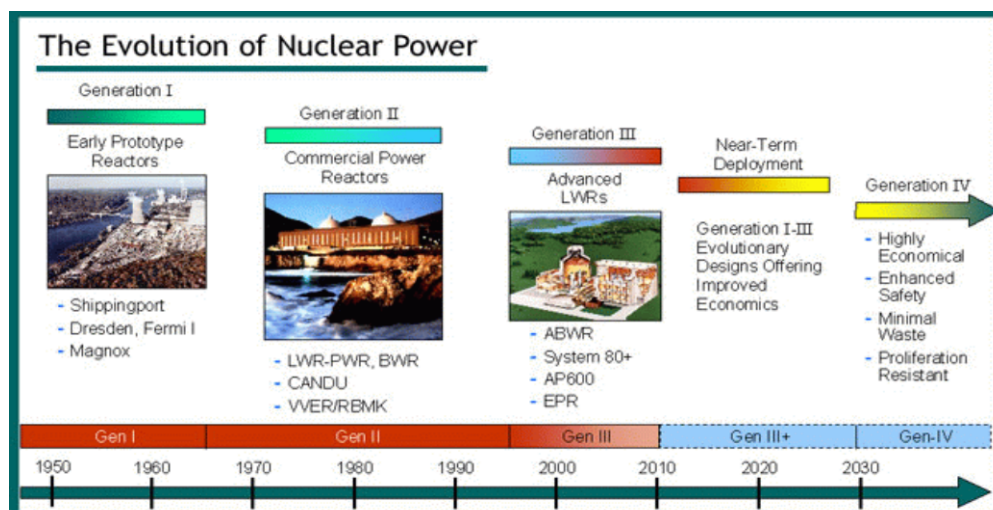 The Evolution of Nuclear Power
Generation I
Early Prototype
Reactors
- Shippingport
- Dresden, Fermi I
- Magnox
Generation II
Commercial Power
Reactors
- LWR-PWR, BWR
- CANDU
- VVER/RBMK
Generation III
Advanced
LWRs
- ABWR
- System 80+
- AP600
- EPR
Near-Term
Deployment
Generation I-III
Evolutionary
Designs Offering
Improved
Economics
Generation IV
- Highly
Economical
- Enhanced
Safety
- Minimal
Waste
- Proliferation
Resistant
Gen I Gen II Gen III Gen III+ Gen-IV
1950 1960 1970 1980 1990 2000 2010 2020 2030